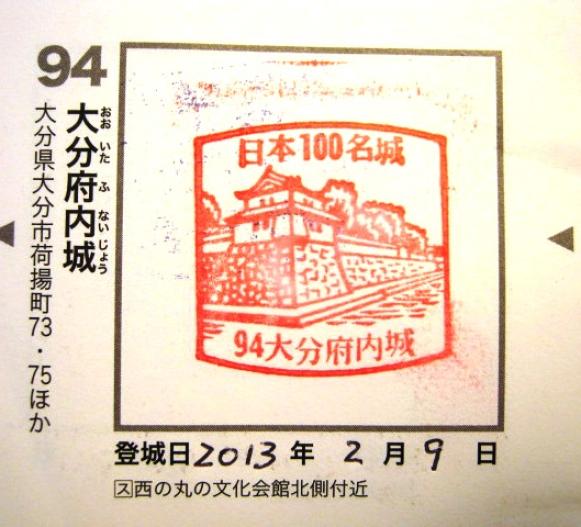 94
大分府内城
おおいたふないじょう
大分県大分市荷揚町73・75ほか
日本100名城
94大分府内城
登城日2013年2月9日
ス西の丸の文化会館北側付近